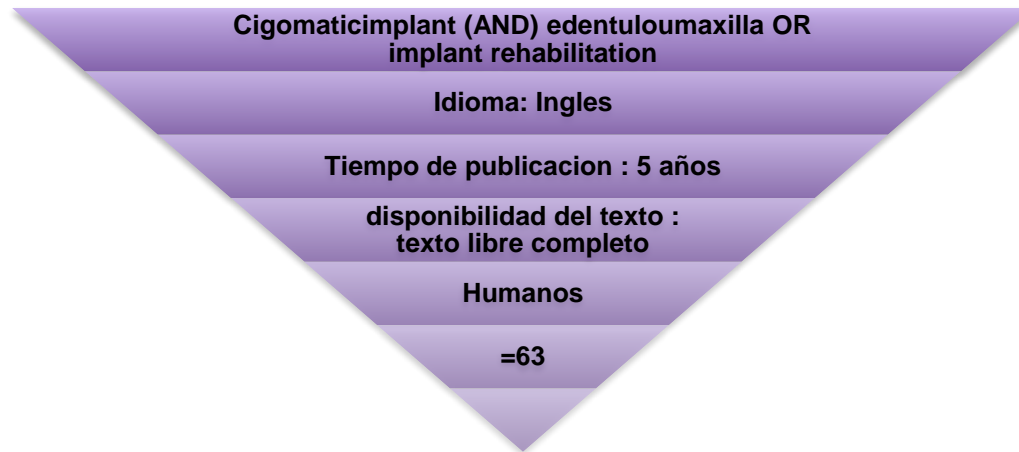 Cigomaticimplant (AND) edentuloumaxilla OR
implant rehabilitation
Idioma: Ingles
Tiempo de publicacion : 5 años
disponibilidad del texto :
texto libre completo
Humanos
=63